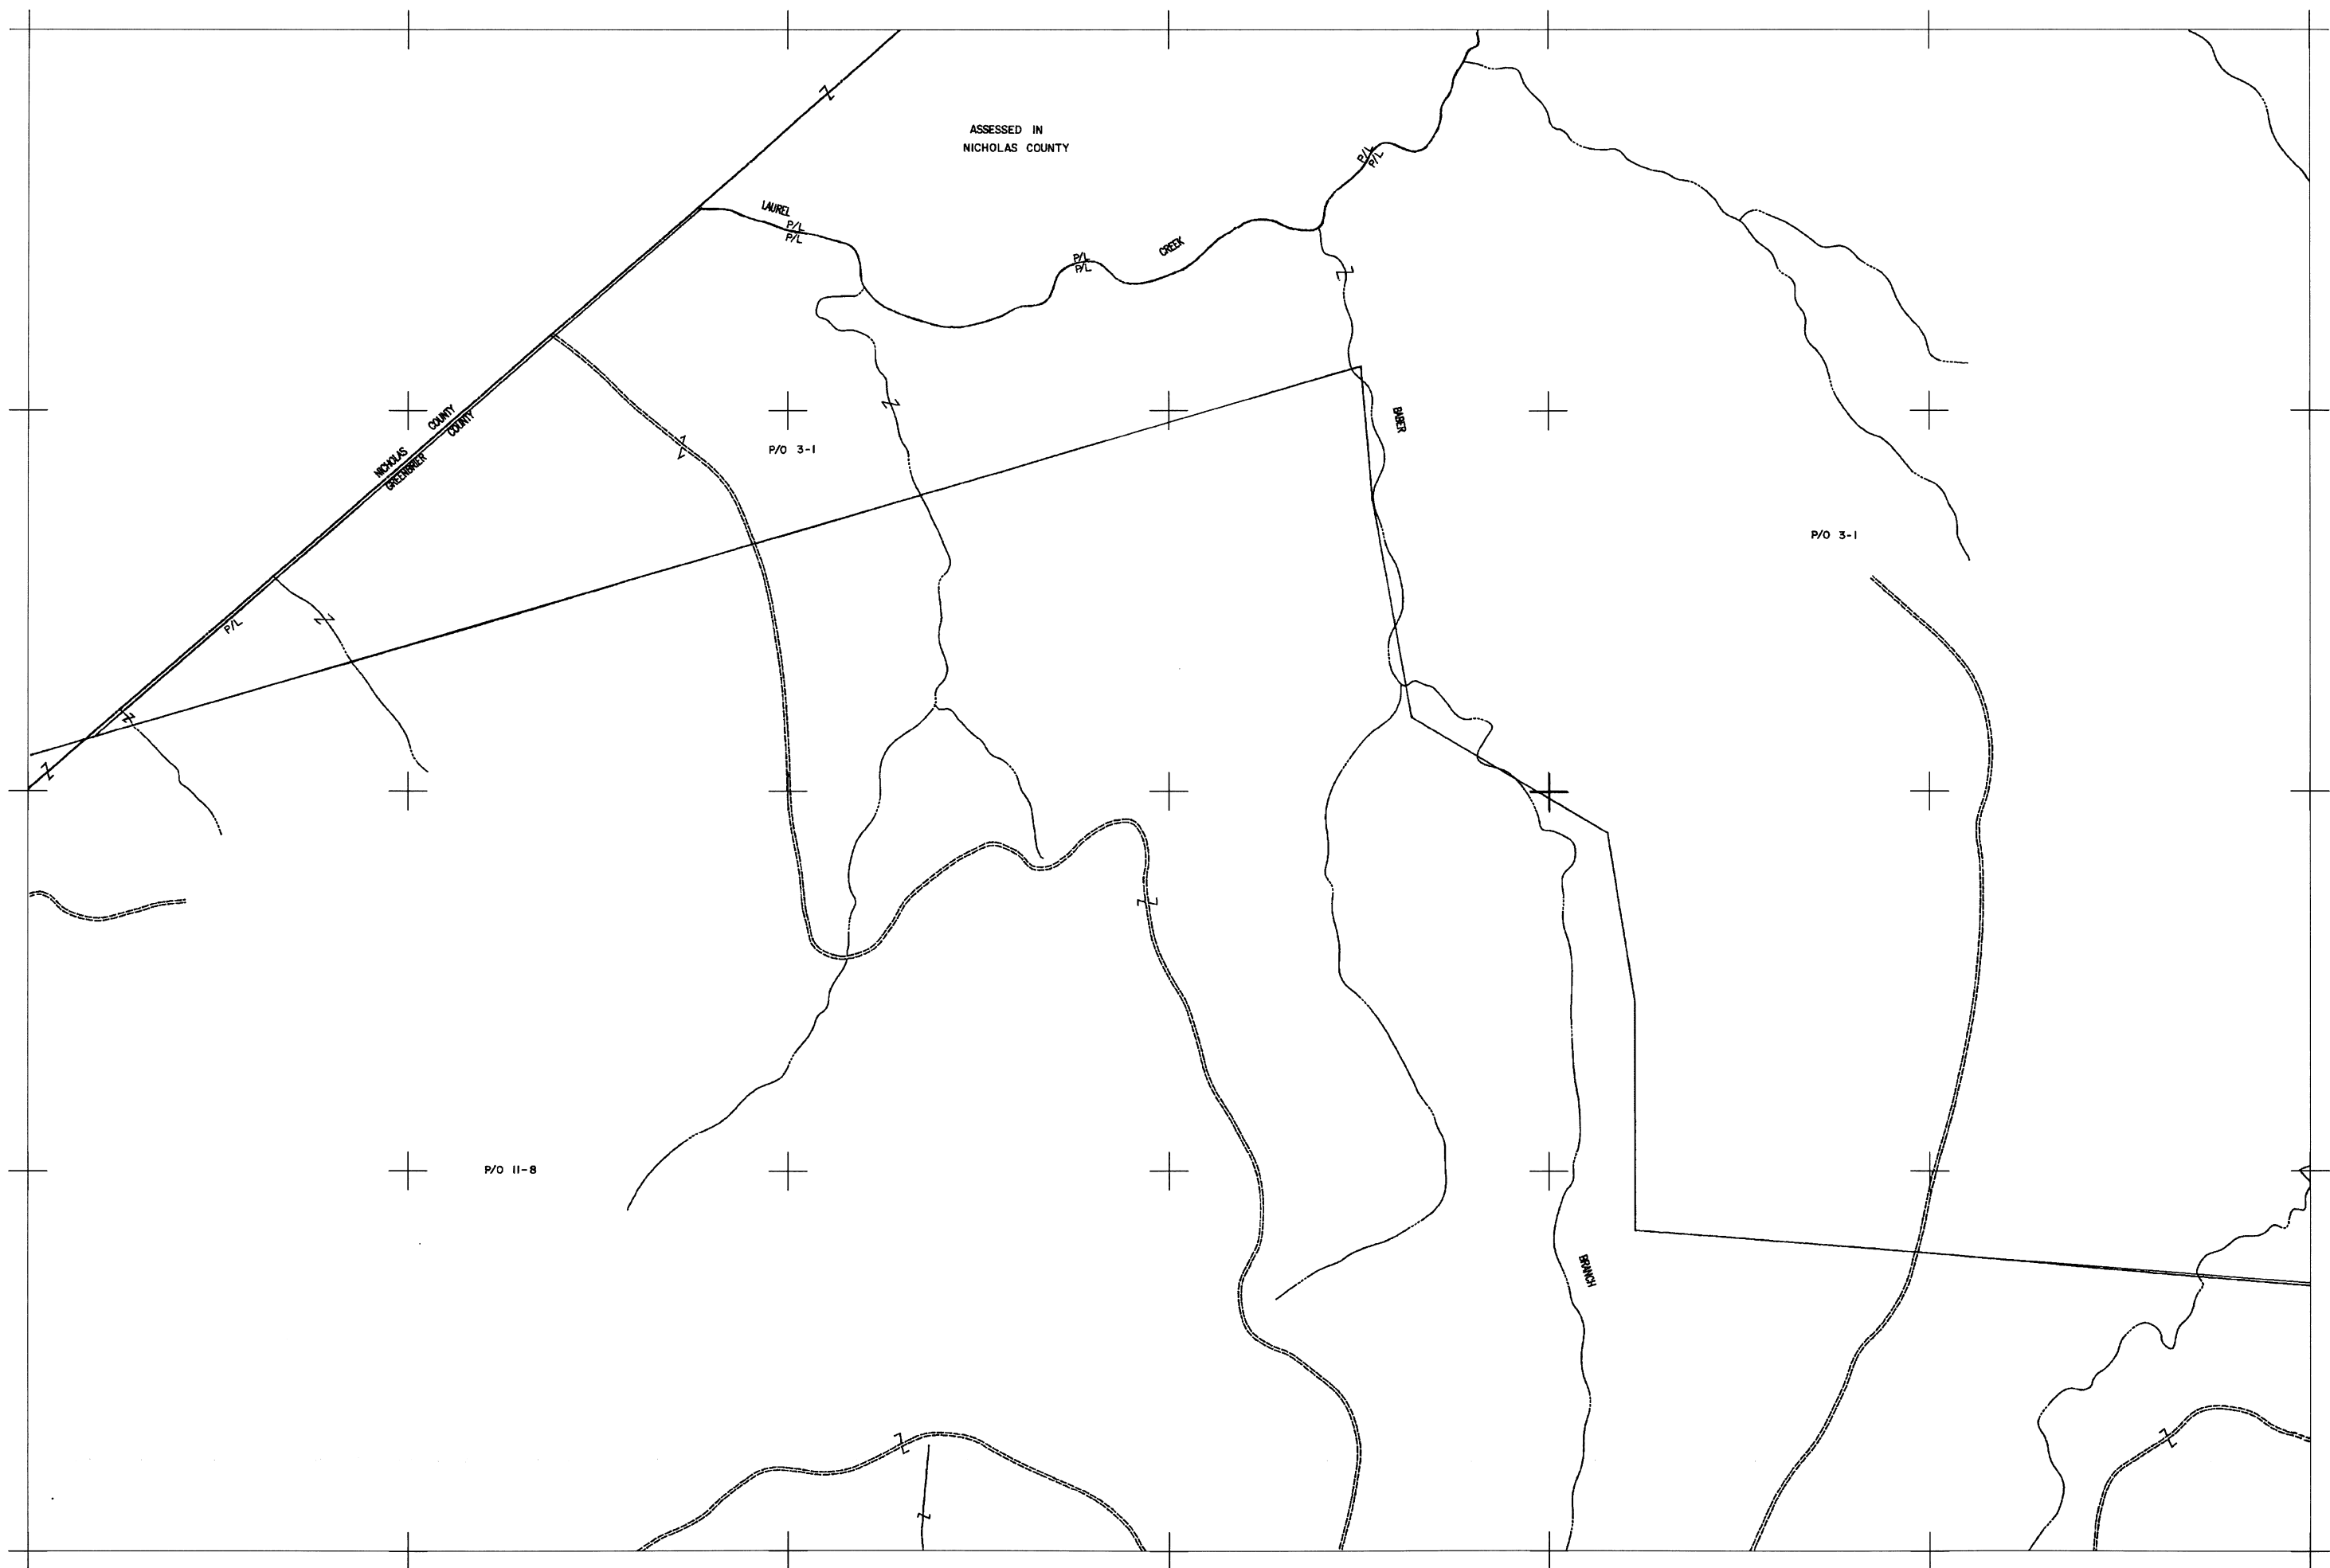 ASSESSED IN
NICHOLAS COUNTY
P/L
P/L
LAUREL
P/L
P/L
CREEK
P/L
P/L
NICHOLAS COUNTY
GREENBRIER COUNTY
BABER
P/O 3-1
P/O 3-1
P/L
P/O 11-8
BRANCH